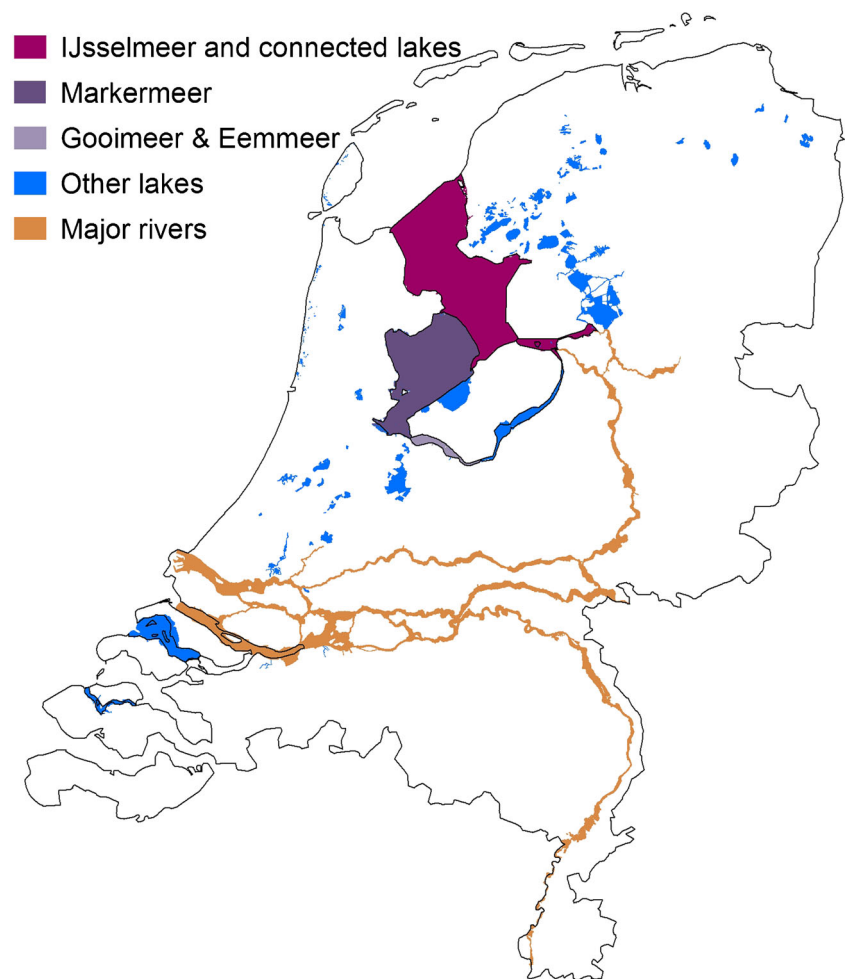 IJsselmeer and connected lakes
Markermeer
Gooimeer & Eemmeer
Other lakes
Major rivers